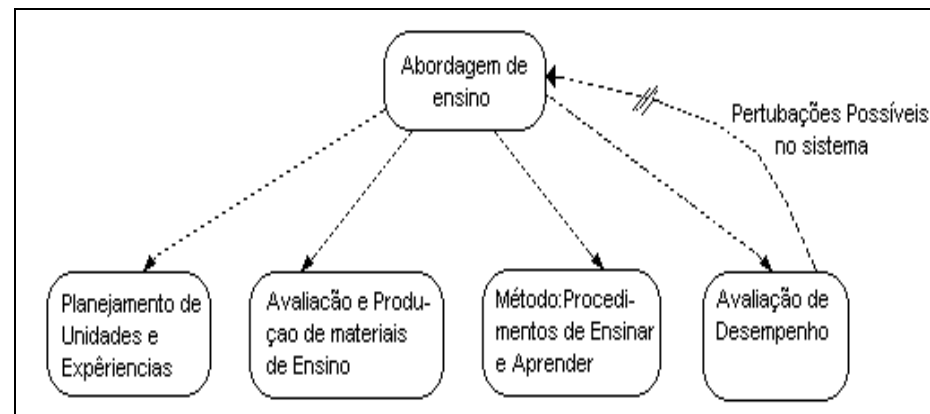 Abordagem de
ensino
Pertubações Possíveis
no sistema
Planejamento de
Unidades e
Expêriencias
Avaliacão e Produ-
çao de materiais
de Ensino
Método:Procedi-
mentos de Ensinar
e Aprender
Avaliação de
Desempenho